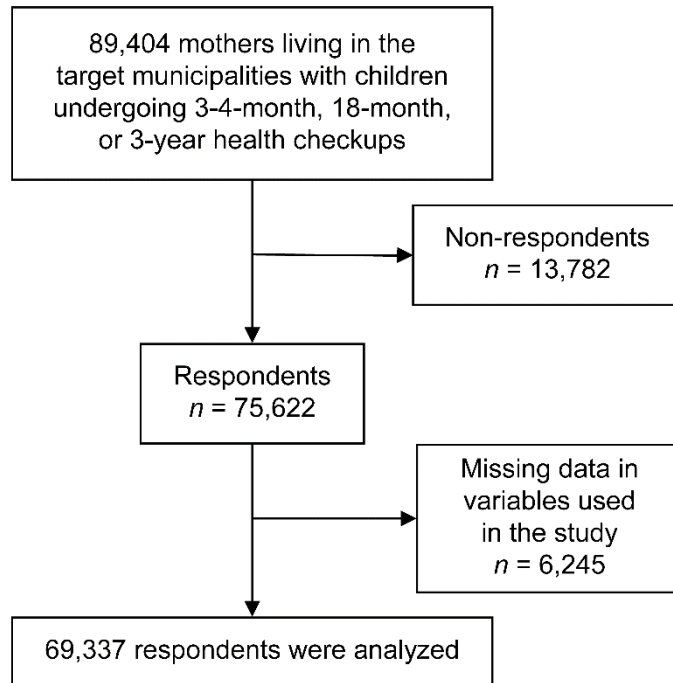 89,404 mothers living in the
target municipalities with children
undergoing 3-4-month, 18-month,
or 3-year health checkups
Non-respondents
n = 13,782
Respondents
n = 75,622
Missing data in
variables used
in the study
n = 6,245
69,337 respondents were analyzed